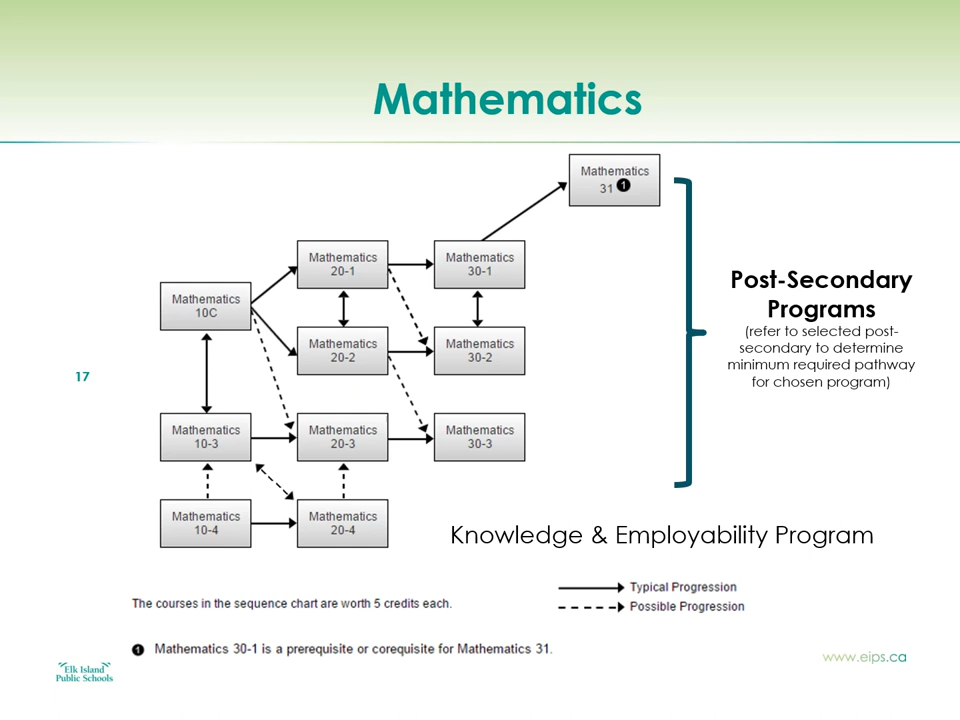 Mathematics
Mathematics
31 1
Mathematics
20-1
Mathematics
30-1
Mathematics
10C
Mathematics
20-2
Mathematics
30-2
Post-Secondary
Programs
(refer to selected post-
secondary to determine
minimum required pathway
for chosen program)
17
Mathematics
10-3
Mathematics
20-3
Mathematics
30-3
Mathematics
10-4
Mathematics
20-4
Knowledge & Employability Program
Typical Progression
Possible Progression
The courses in the sequence chart are worth 5 credits each.
1 Mathematics 30-1 is a prerequisite or corequisite for Mathematics 31.
Elk Island
Public Schools
www.eips.ca